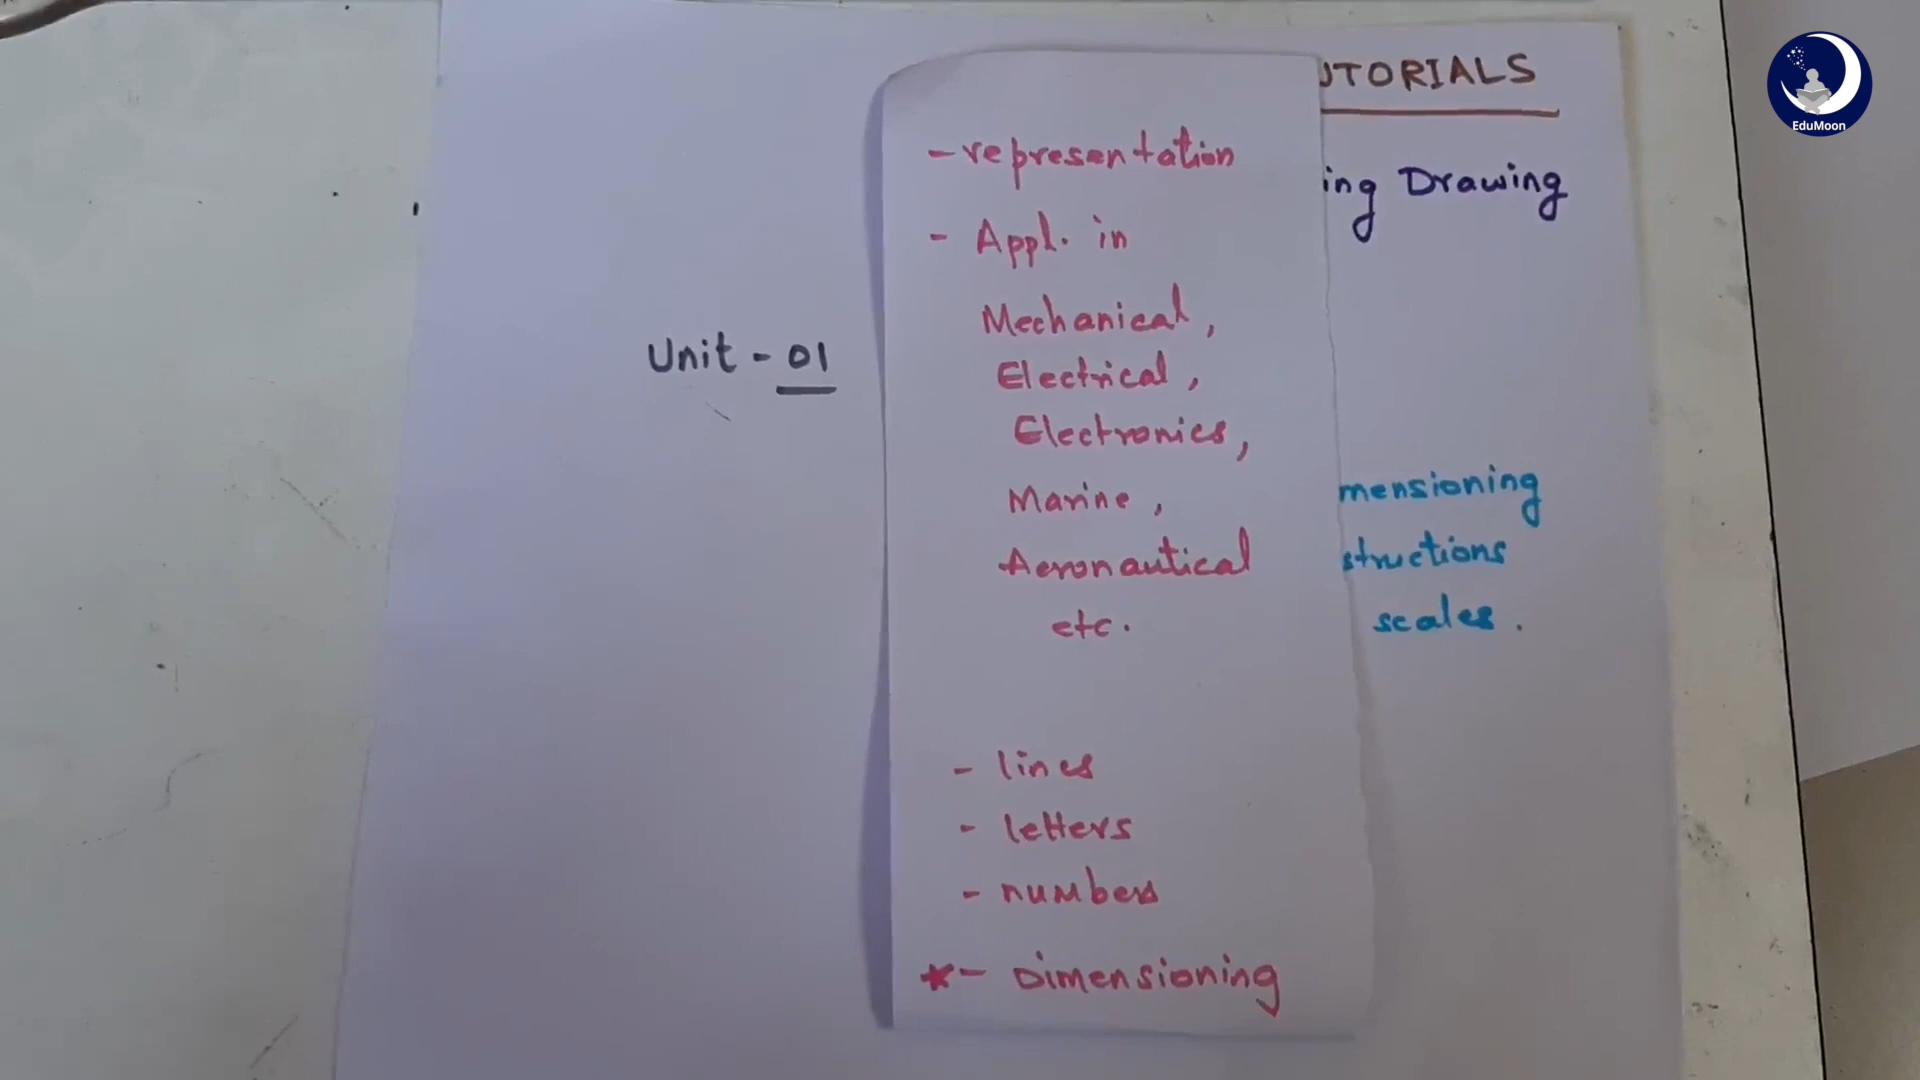 UTORIALS
EduMoon
ing Drawing
Unit - 01
- representation
- Appl. in
Mechanical,
Electrical,
Electronics,
Marine,
Aeronautical
etc.
- lines
- letters
- numbers
*- Dimensioning
mensioning
structions
scales.